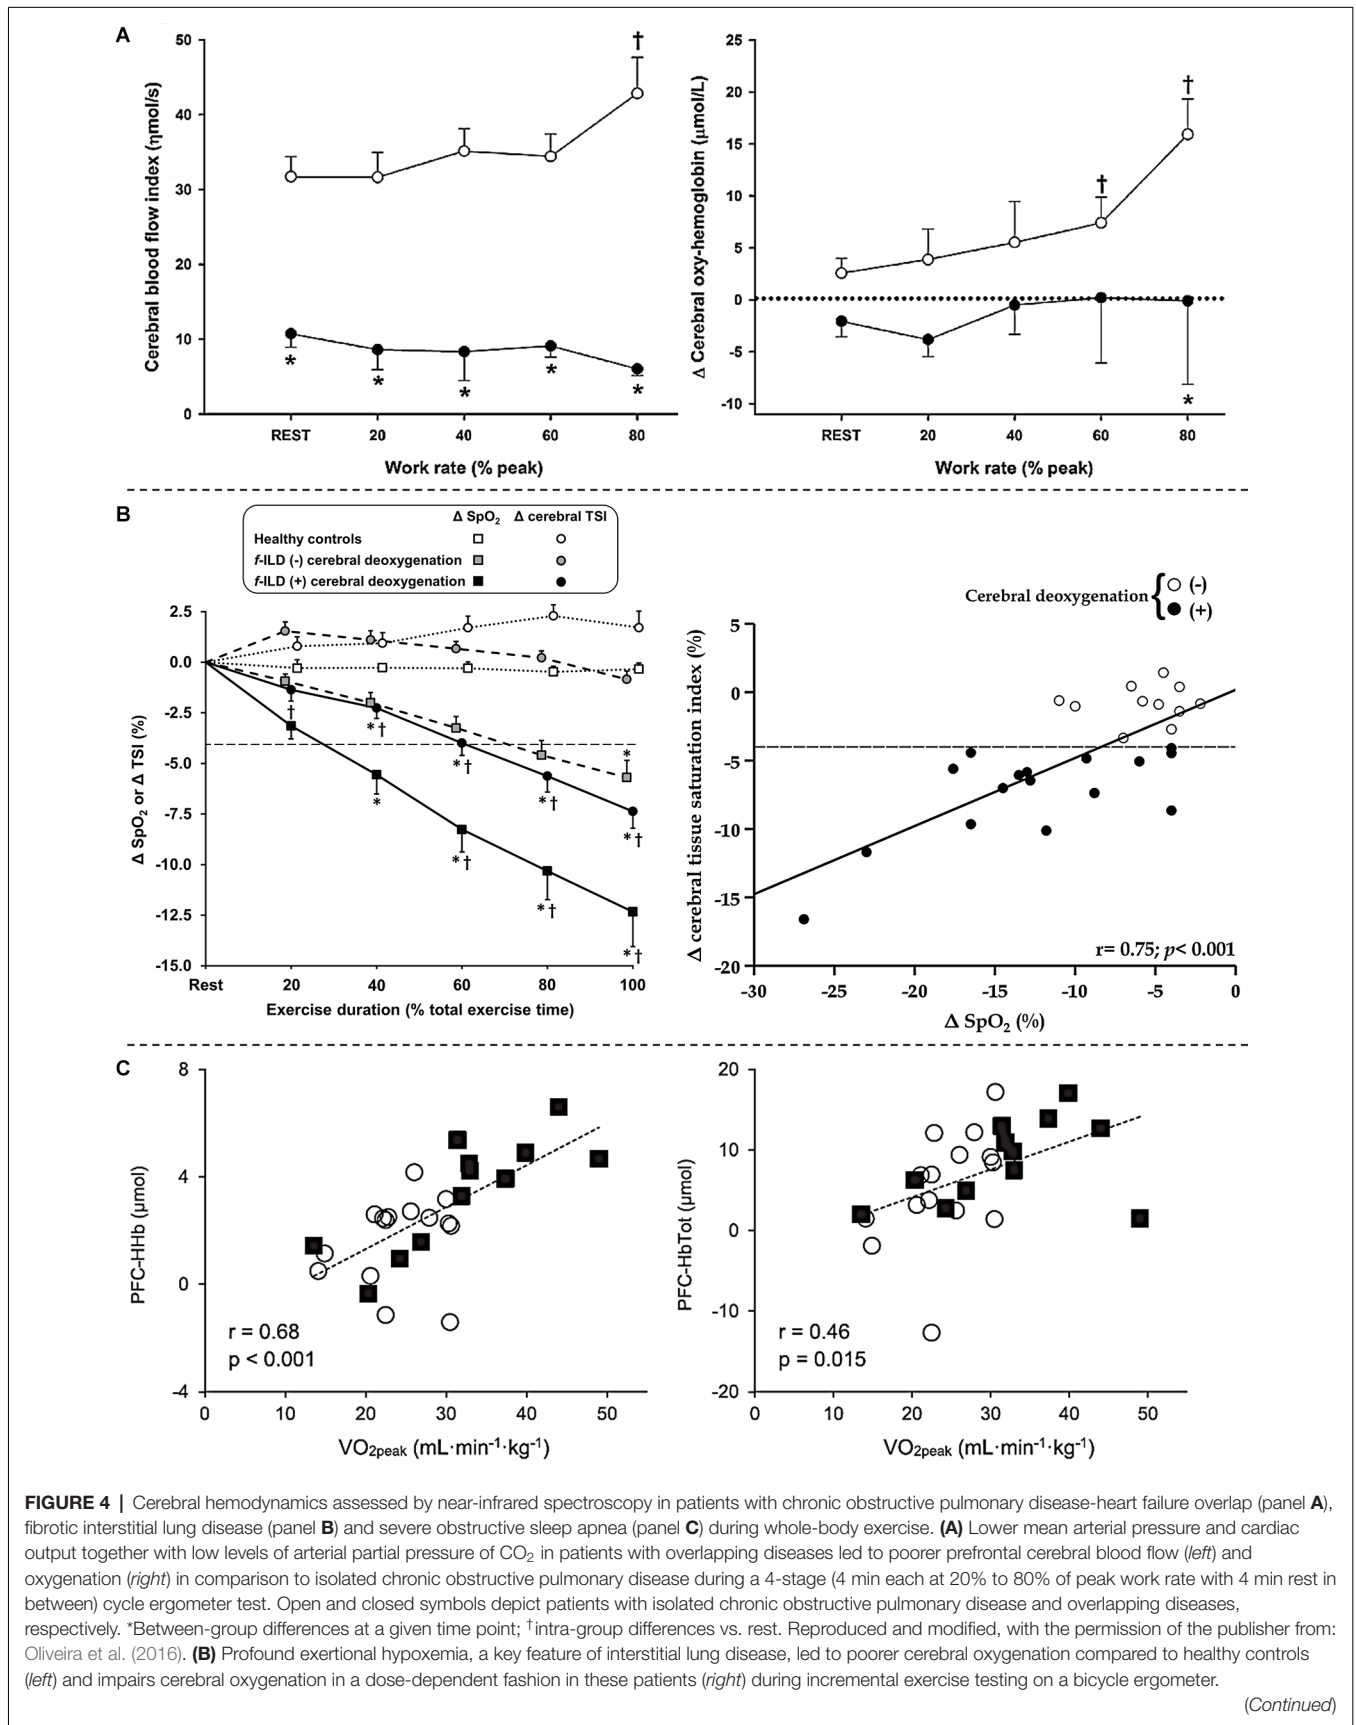 A
50
40
30
20
10
0
Cerebral blood flow index (ηmol/s)
†
*
*
*
*
*
REST 20 40 60 80
Work rate (% peak)
25
20
15
10
5
0
-5
-10
Δ Cerebral oxy-hemoglobin (µmol/L)
†
†
*
REST 20 40 60 80
Work rate (% peak)
B
Δ SpO₂ Δ cerebral TSI
Healthy controls
f-ILD (-) cerebral deoxygenation
f-ILD (+) cerebral deoxygenation
2.5
0.0
-2.5
-5.0
-7.5
-10.0
-12.5
-15.0
Δ SpO₂ or Δ TSI (%)
†
*†
*
*†
*
*†
*†
*†
*†
*†
Rest 20 40 60 80 100
Exercise duration (% total exercise time)
Cerebral deoxygenation { (-)
(+)
5
0
-5
-10
-15
-20
Δ cerebral tissue saturation index (%)
r= 0.75; p< 0.001
-30 -25 -20 -15 -10 -5 0
Δ SpO₂ (%)
C
8
4
0
-4
PFC-HHb (µmol)
r = 0.68
p < 0.001
0 10 20 30 40 50
VO₂peak (mL·min⁻¹·kg⁻¹)
20
10
0
-10
-20
PFC-HbTot (µmol)
r = 0.46
p = 0.015
0 10 20 30 40 50
VO₂peak (mL·min⁻¹·kg⁻¹)
FIGURE 4 | Cerebral hemodynamics assessed by near-infrared spectroscopy in patients with chronic obstructive pulmonary disease-heart failure overlap (panel A),
fibrotic interstitial lung disease (panel B) and severe obstructive sleep apnea (panel C) during whole-body exercise. (A) Lower mean arterial pressure and cardiac
output together with low levels of arterial partial pressure of CO₂ in patients with overlapping diseases led to poorer prefrontal cerebral blood flow (left) and
oxygenation (right) in comparison to isolated chronic obstructive pulmonary disease during a 4-stage (4 min each at 20% to 80% of peak work rate with 4 min rest in
between) cycle ergometer test. Open and closed symbols depict patients with isolated chronic obstructive pulmonary disease and overlapping diseases,
respectively. *Between-group differences at a given time point; †intra-group differences vs. rest. Reproduced and modified, with the permission of the publisher from:
Oliveira et al. (2016). (B) Profound exertional hypoxemia, a key feature of interstitial lung disease, led to poorer cerebral oxygenation compared to healthy controls
(left) and impairs cerebral oxygenation in a dose-dependent fashion in these patients (right) during incremental exercise testing on a bicycle ergometer.
(Continued)